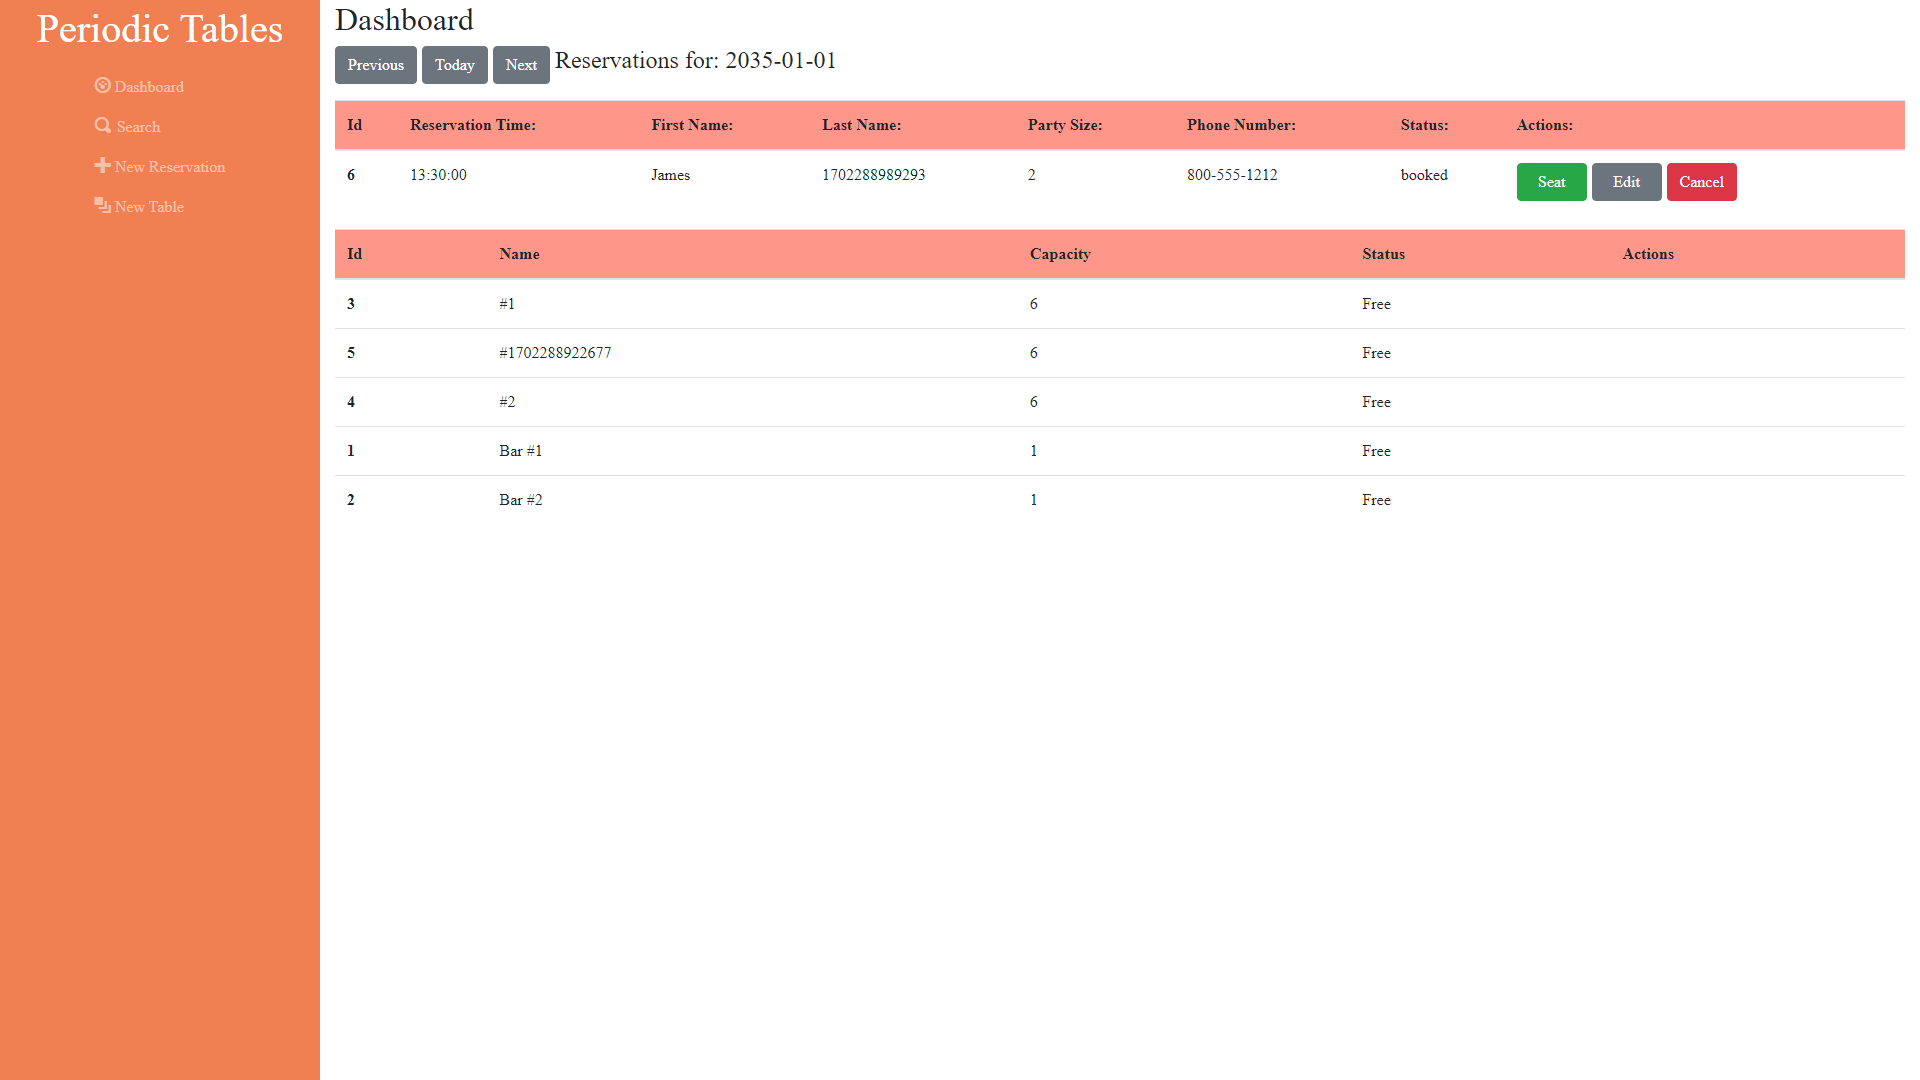 Periodic Tables
Dashboard
Search
New Reservation
New Table
Dashboard
Previous Today Next Reservations for: 2035-01-01
Id Reservation Time: First Name: Last Name: Party Size: Phone Number: Status: Actions:
6 13:30:00 James 1702288989293 2 800-555-1212 booked Seat Edit Cancel
Id Name Capacity Status Actions
3 #1 6 Free
5 #1702288922677 6 Free
4 #2 6 Free
1 Bar #1 1 Free
2 Bar #2 1 Free